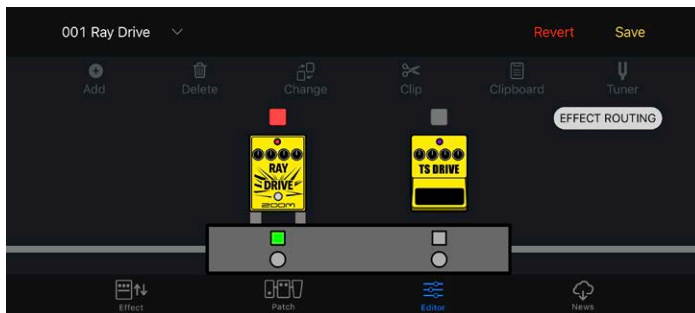 001 Ray Drive
Revert
Save
Add
Delete
Change
Clip
Clipboard
Tuner
EFFECT ROUTING
RAY
DRIVE
ZOOM
TS DRIVE
Effect
Patch
Editor
News